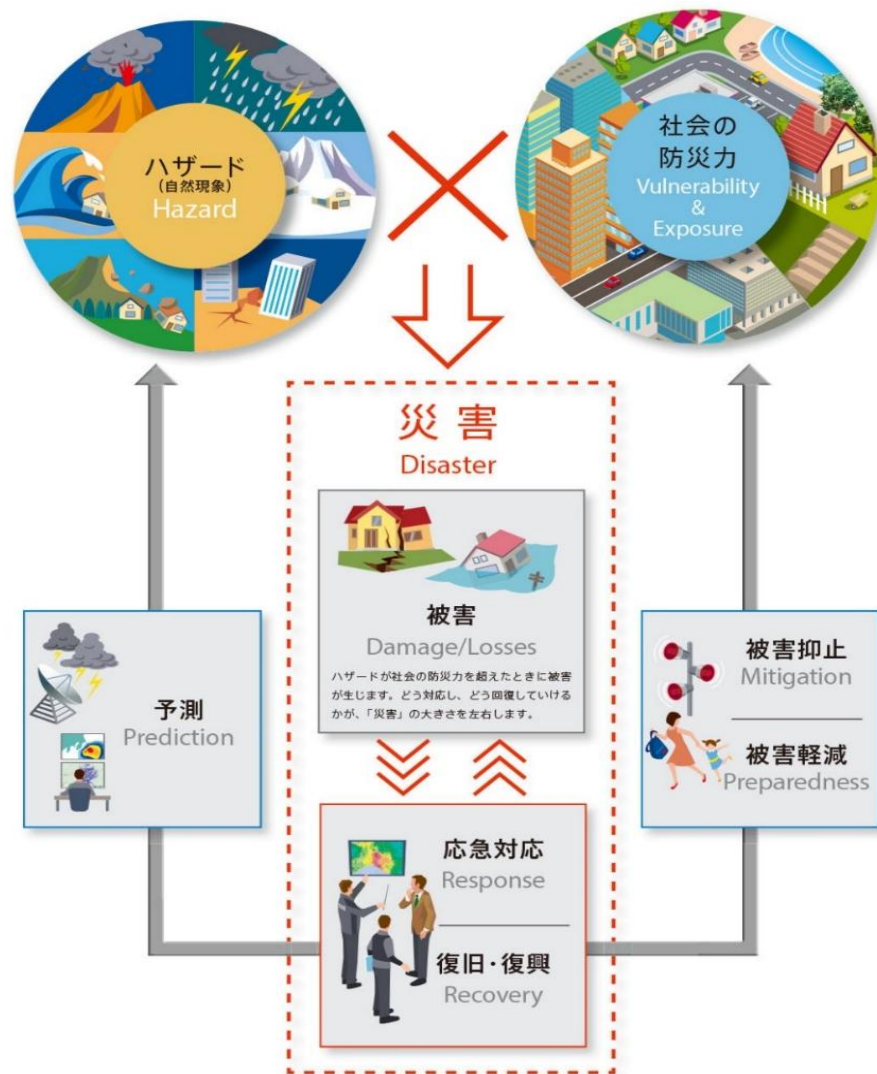 ハザード
(自然現象)
Hazard
社会の
防災力
Vulnerability
&
Exposure
災害
Disaster
被害
Damage/Losses
ハザードが社会の防災力を超えたときに被害
が生じます。どう対応し、どう回復していける
かが、「災害」の大きさを左右します。
予測
Prediction
被害抑止
Mitigation
被害軽減
Preparedness
応急対応
Response
復旧・復興
Recovery